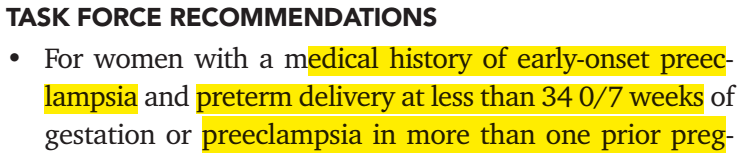 TASK FORCE RECOMMENDATIONS
• For women with a medical history of early-onset preec-
lampsia and preterm delivery at less than 34 0/7 weeks of
gestation or preeclampsia in more than one prior preg-